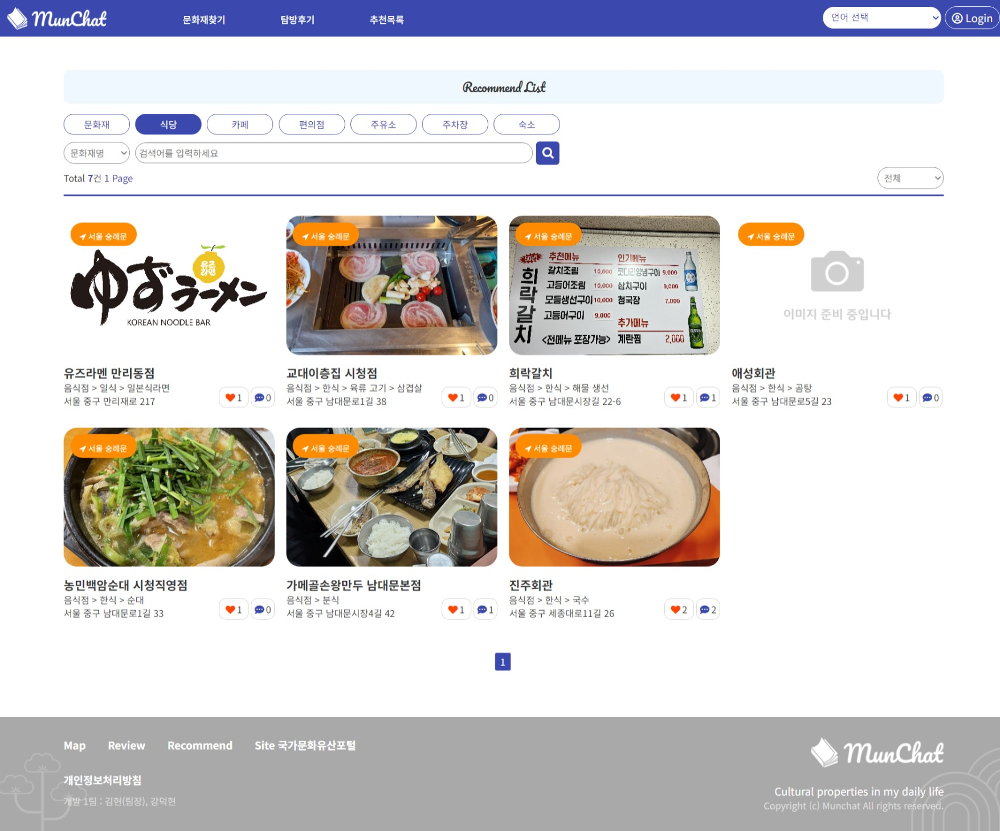 MunChat
문화재찾기
탐방후기
추천목록
언어 선택
Login
Recommend List
문화재
식당
카페
편의점
주유소
주차장
숙소
문화재명
검색어를 입력하세요
Total 7건 1 Page
전체
서울 숭례문
유즈라멘
ゆずラーメン
KOREAN NOODLE BAR
서울 숭례문
서울 숭례문
50년
희락갈치
추천메뉴
갈치조림 10,000
고등어조림 10,000
모듬생선구이 10,000
고등어구이 9,000
<전메뉴 포장가능>
인기메뉴
코다리양념구이 9,000
삼치구이 9,000
청국장 7,000
추가메뉴
계란찜 2,000
서울 숭례문
이미지 준비 중입니다
유즈라멘 만리동점
음식점 > 일식 > 일본식라면
서울 중구 만리재로 217
1
0
교대이층집 시청점
음식점 > 한식 > 육류 고기 > 삼겹살
서울 중구 남대문로1길 38
1
0
희락갈치
음식점 > 한식 > 해물 생선
서울 중구 남대문시장길 22-6
1
1
애성회관
음식점 > 한식 > 곰탕
서울 중구 남대문로5길 23
1
0
서울 숭례문
서울 숭례문
서울 숭례문
농민백암순대 시청직영점
음식점 > 한식 > 순대
서울 중구 남대문로1길 33
1
0
가메골손왕만두 남대문본점
음식점 > 분식
서울 중구 남대문시장4길 42
1
1
진주회관
음식점 > 한식 > 국수
서울 중구 세종대로11길 26
2
2
1
Map
Review
Recommend
Site 국가문화유산포털
개인정보처리방침
개발 1팀 : 김현(팀장), 강덕현
MunChat
Cultural properties in my daily life
Copyright (c) Munchat All rights reserved.